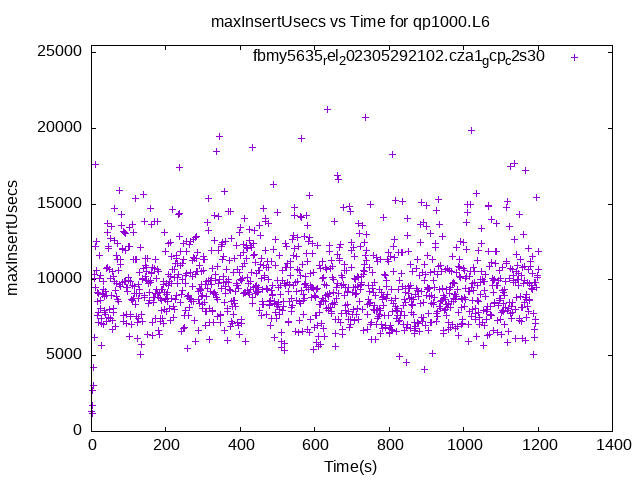 maxInsertUsecs vs Time for qp1000.L6
fbmy5635rel202305292102.cza1gcpc2s30
25000
20000
15000
10000
5000
0
maxInsertUsecs
0 200 400 600 800 1000 1200 1400
Time(s)